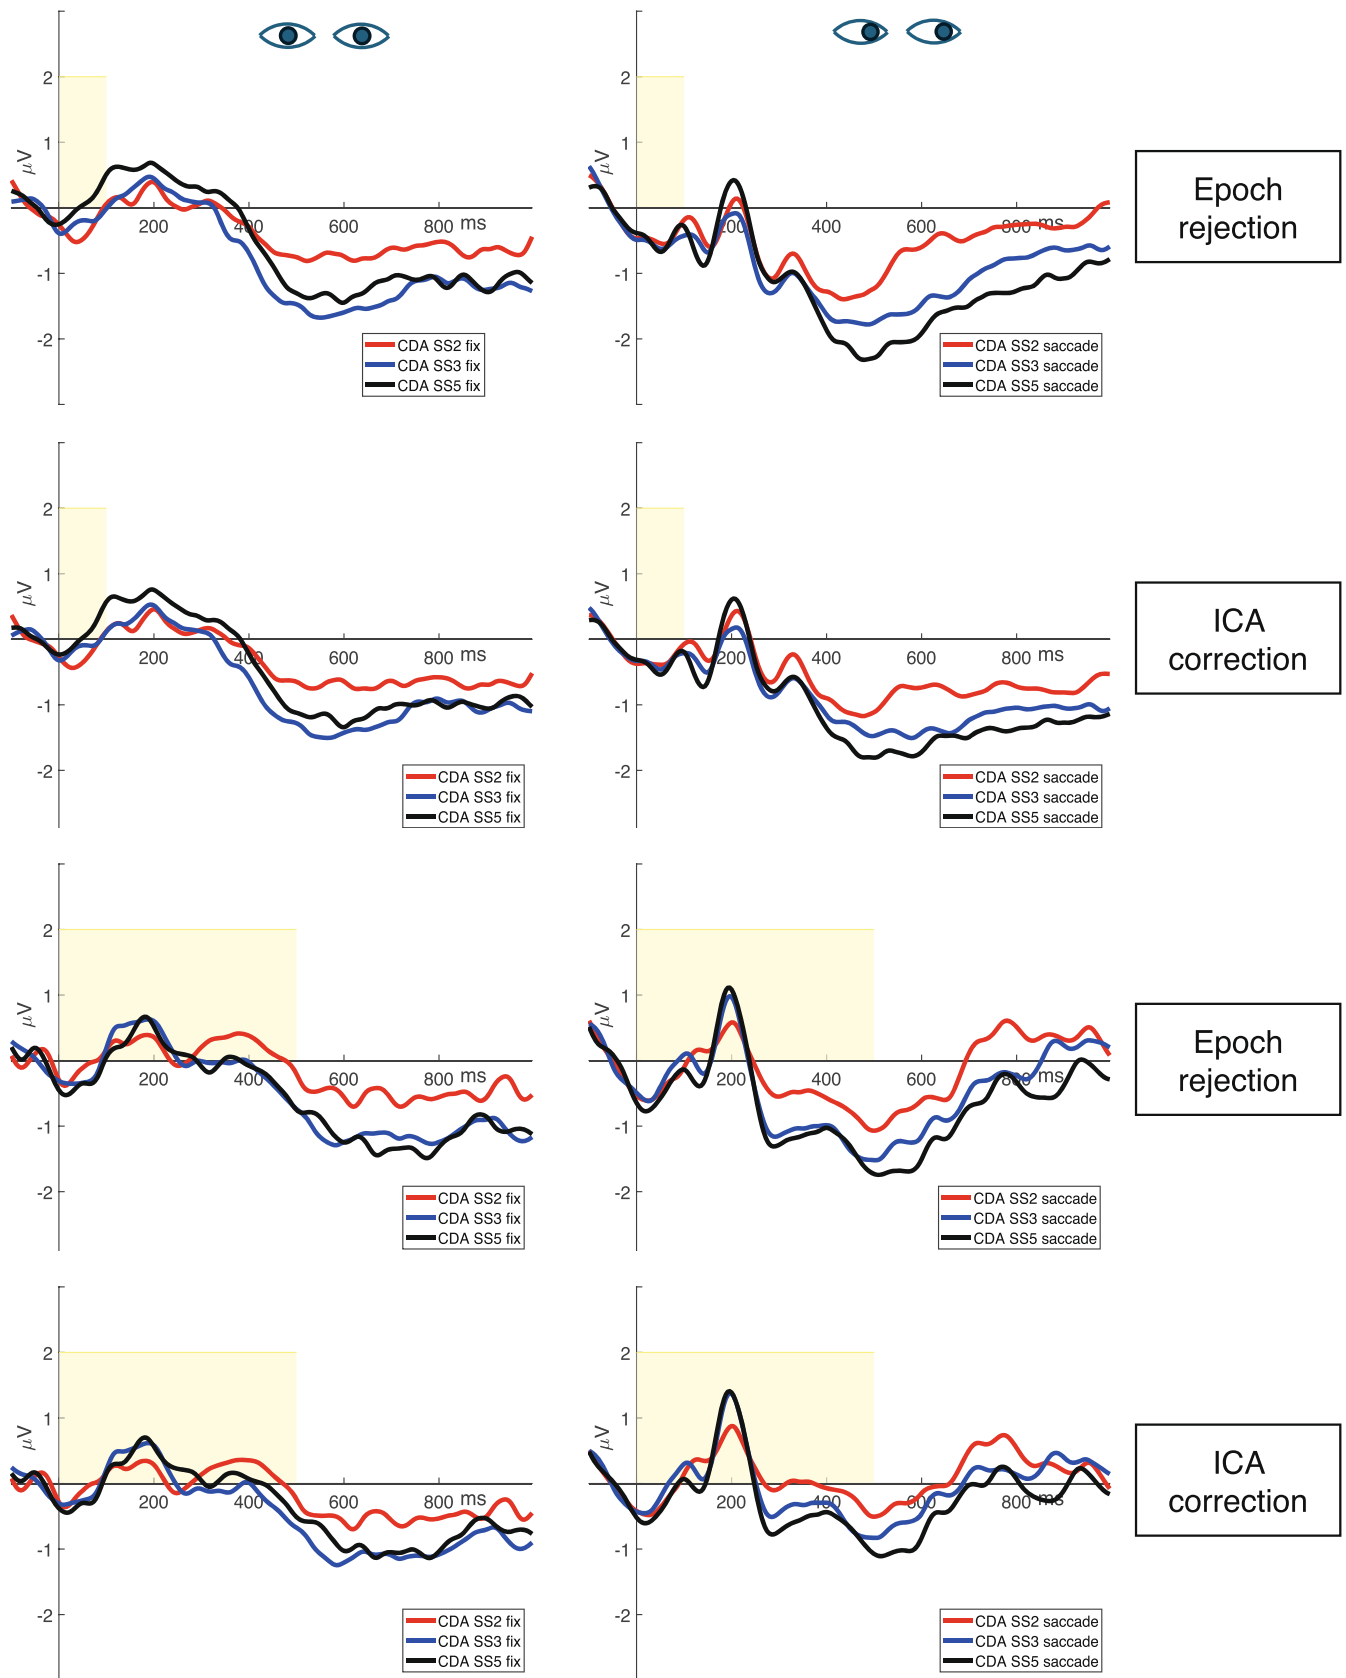 2
1
μV
200
400
600
800
ms
-1
-2
CDA SS2 fix
CDA SS3 fix
CDA SS5 fix
2
1
μV
200
400
600
800
ms
-1
-2
CDA SS2 saccade
CDA SS3 saccade
CDA SS5 saccade
Epoch
rejection
2
1
μV
200
400
600
800
ms
-1
-2
CDA SS2 fix
CDA SS3 fix
CDA SS5 fix
2
1
μV
200
400
600
800
ms
-1
-2
CDA SS2 saccade
CDA SS3 saccade
CDA SS5 saccade
ICA
correction
2
1
μV
200
400
600
800
ms
-1
-2
CDA SS2 fix
CDA SS3 fix
CDA SS5 fix
2
1
μV
200
400
600
800
ms
-1
-2
CDA SS2 saccade
CDA SS3 saccade
CDA SS5 saccade
Epoch
rejection
2
1
μV
200
400
600
800
ms
-1
-2
CDA SS2 fix
CDA SS3 fix
CDA SS5 fix
2
1
μV
200
400
600
800
ms
-1
-2
CDA SS2 saccade
CDA SS3 saccade
CDA SS5 saccade
ICA
correction